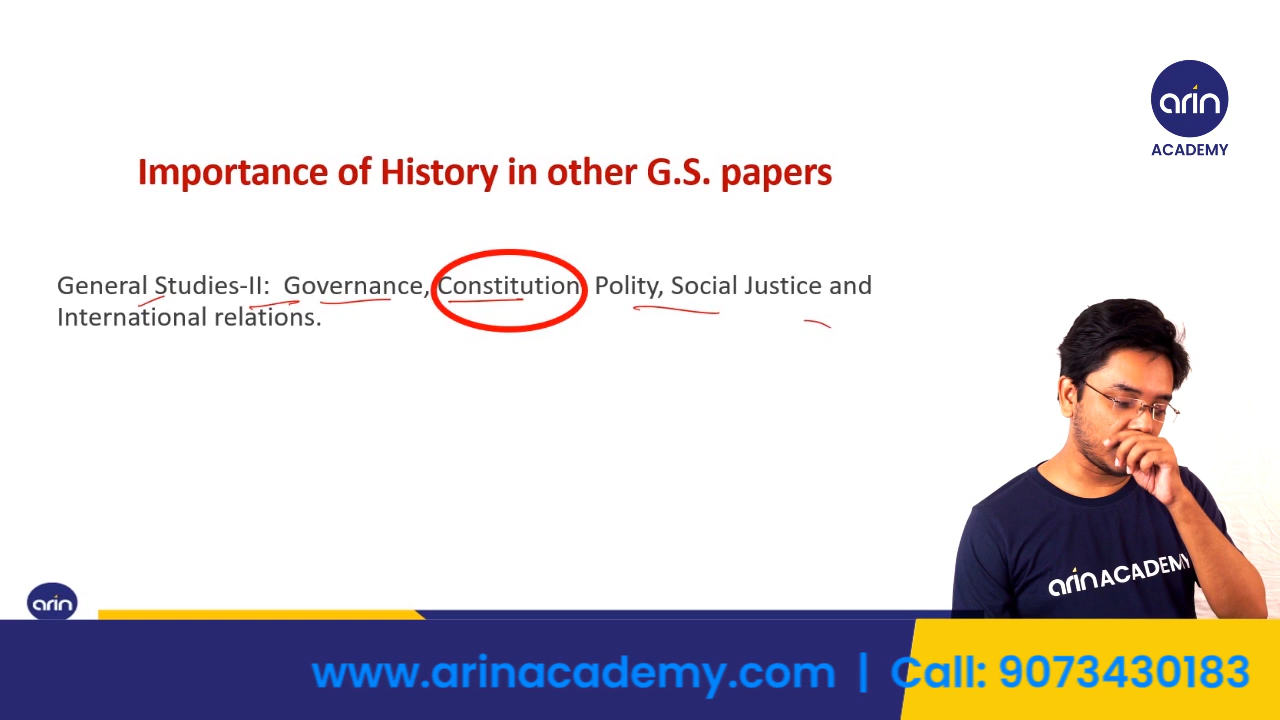 arin
ACADEMY
Importance of History in other G.S. papers
General Studies-II: Governance, Constitution, Polity, Social Justice and
International relations.
arin ACADEMY
arin
www.arinacademy.com | Call: 9073430183